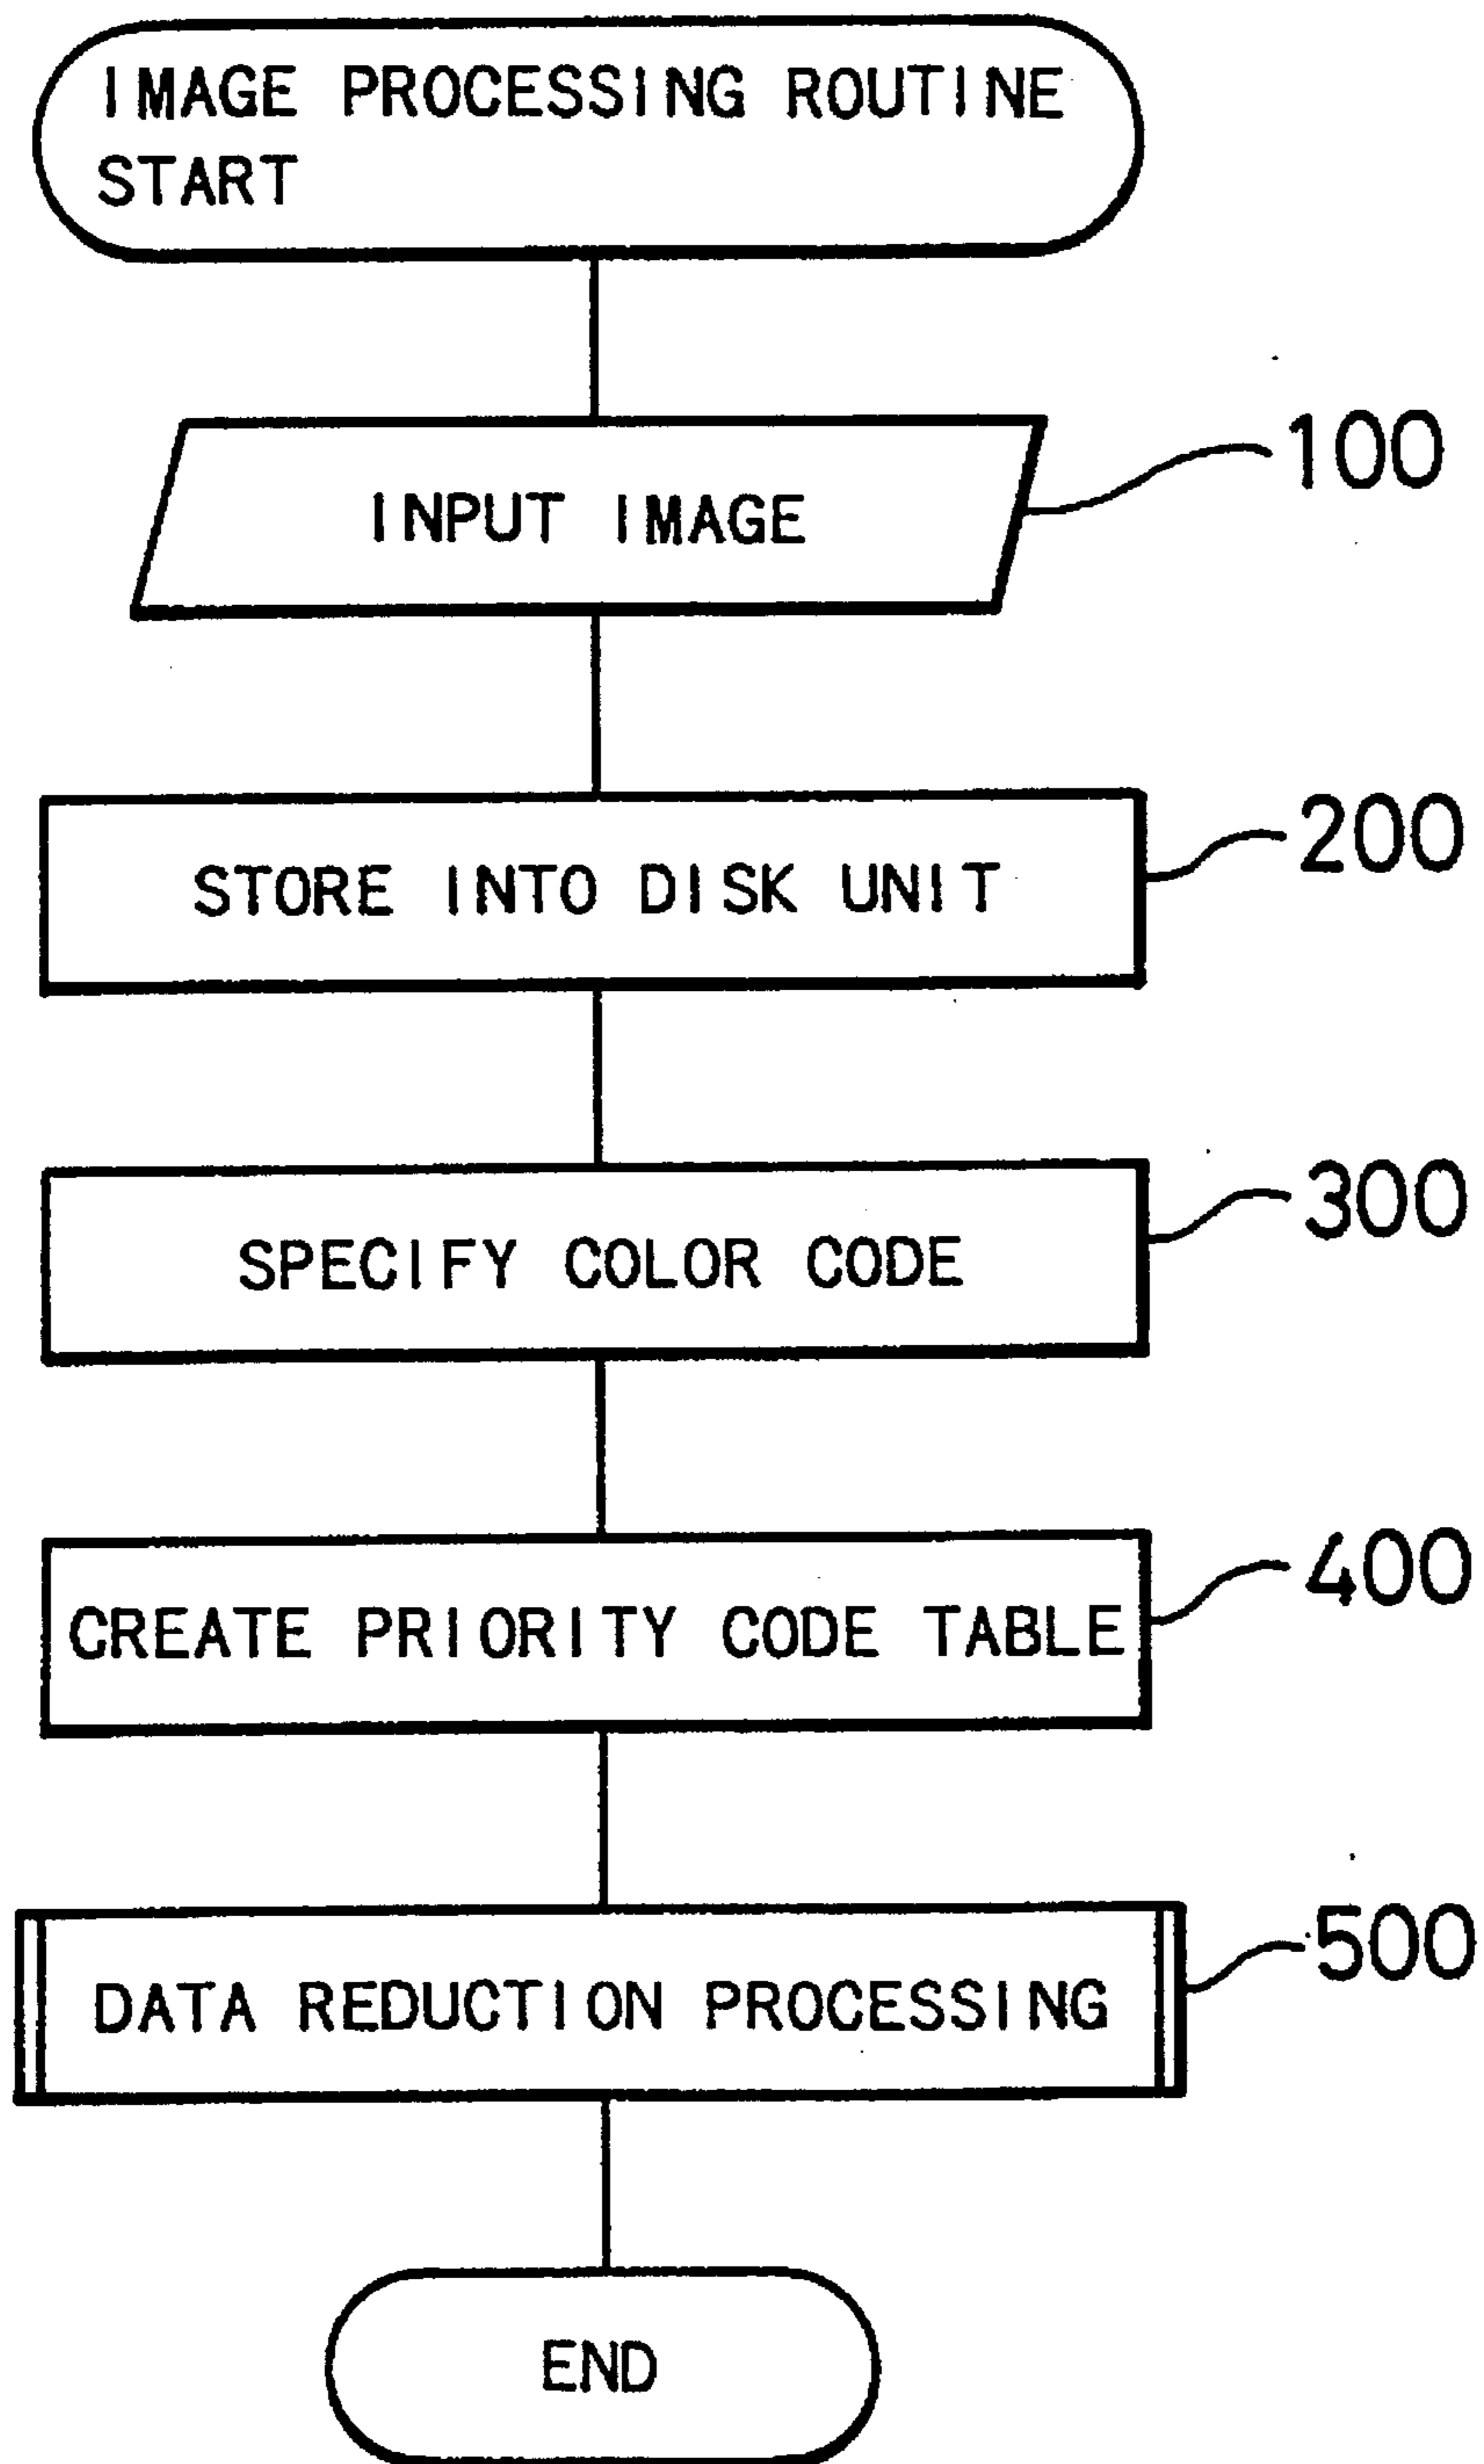 IMAGE PROCESSING ROUTINE
START
INPUT IMAGE
100
STORE INTO DISK UNIT
200
SPECIFY COLOR CODE
300
CREATE PRIORITY CODE TABLE
400
DATA REDUCTION PROCESSING
500
END